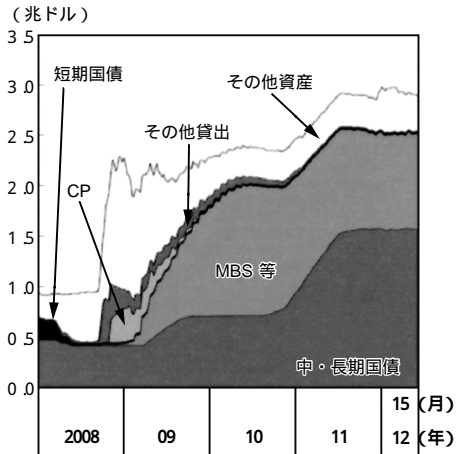 (兆ドル)
3.5
3.0
2.5
2.0
1.5
1.0
0.5
0.0
短期国債
その他資産
その他貸出
CP
MBS 等
中・長期国債
15 (月)
2008 09 10 11 12 (年)